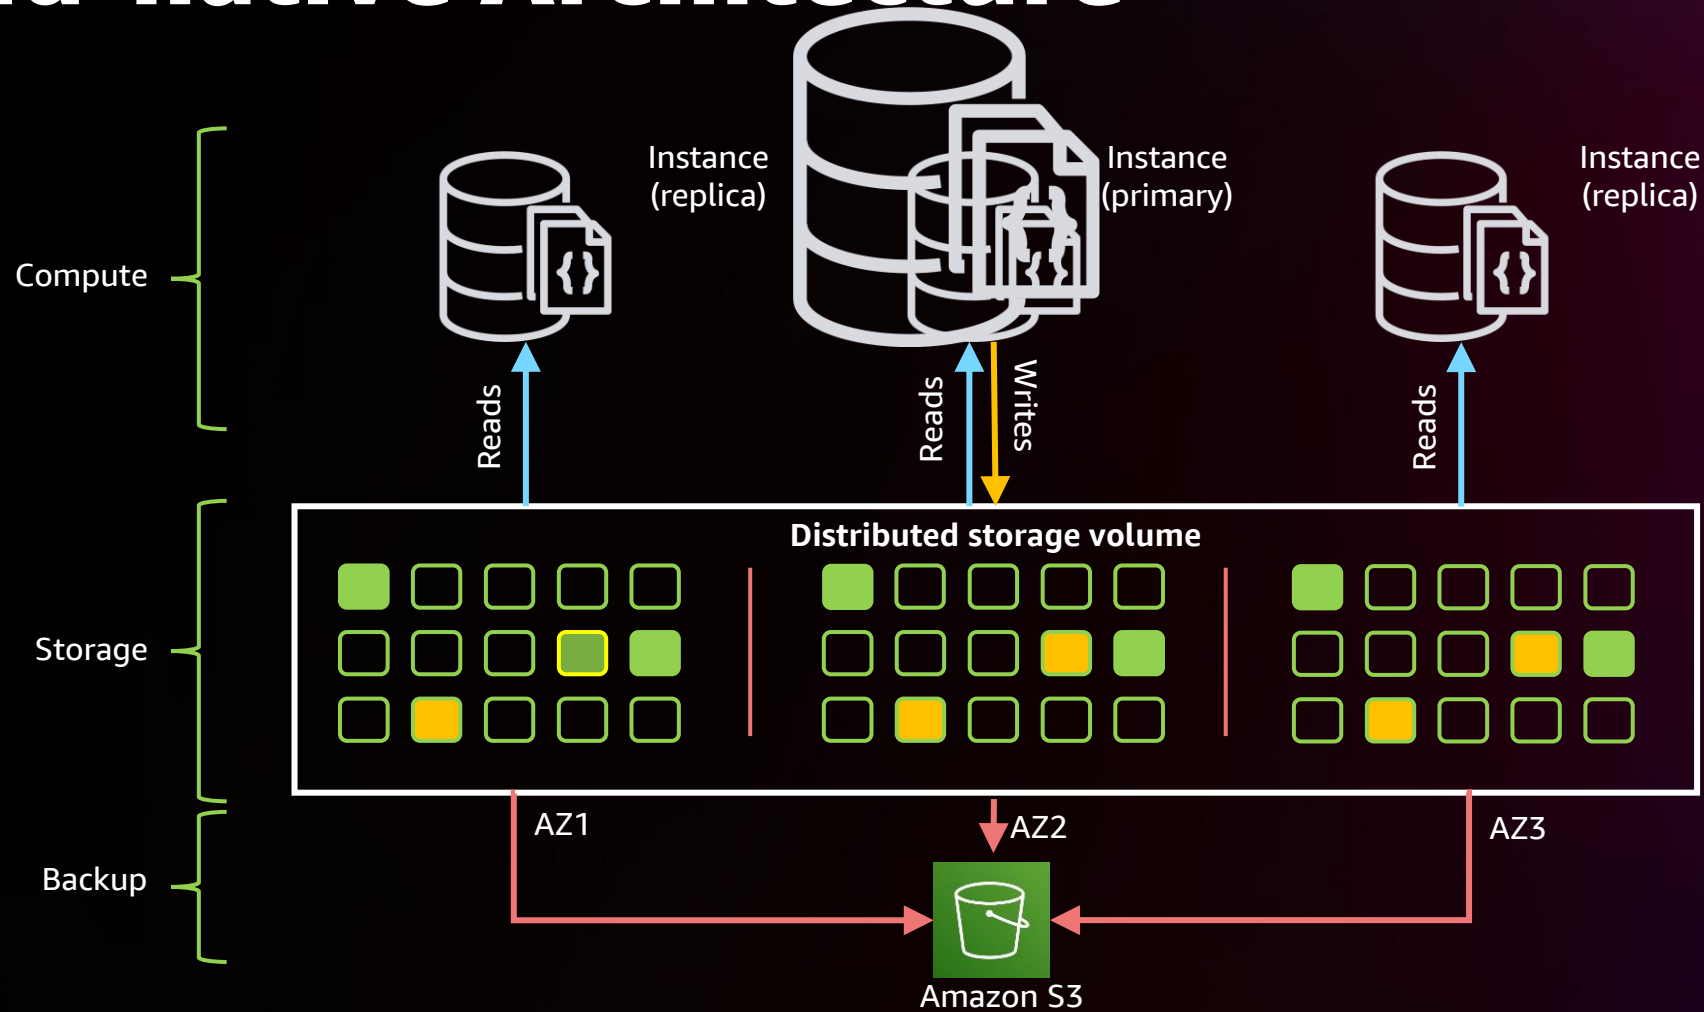 Instance
(replica)
Instance
(primary)
Instance
(replica)
Compute
Reads
Reads
Writes
Reads
Distributed storage volume
Storage
AZ1
AZ2
AZ3
Backup
Amazon S3